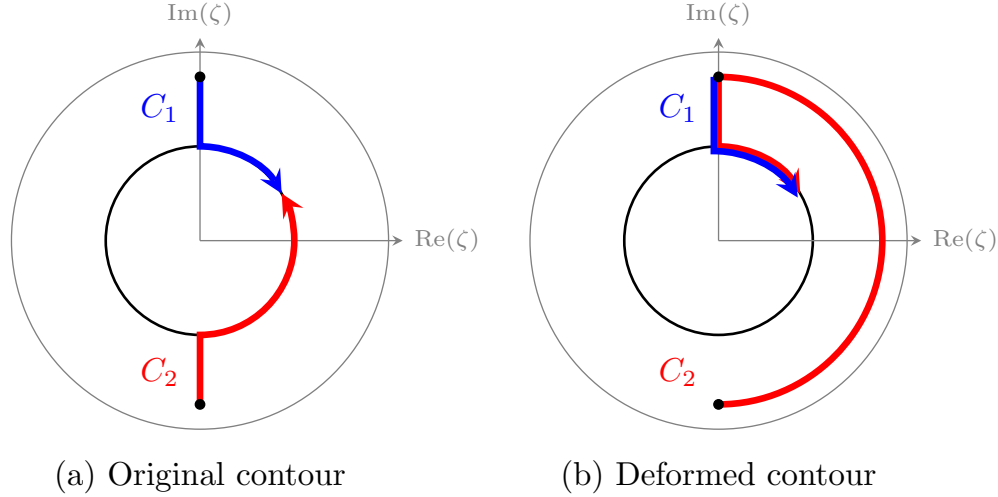 Im(ζ)
Im(ζ)
C₁
C₁
Re(ζ)
Re(ζ)
C₂
C₂
(a) Original contour
(b) Deformed contour